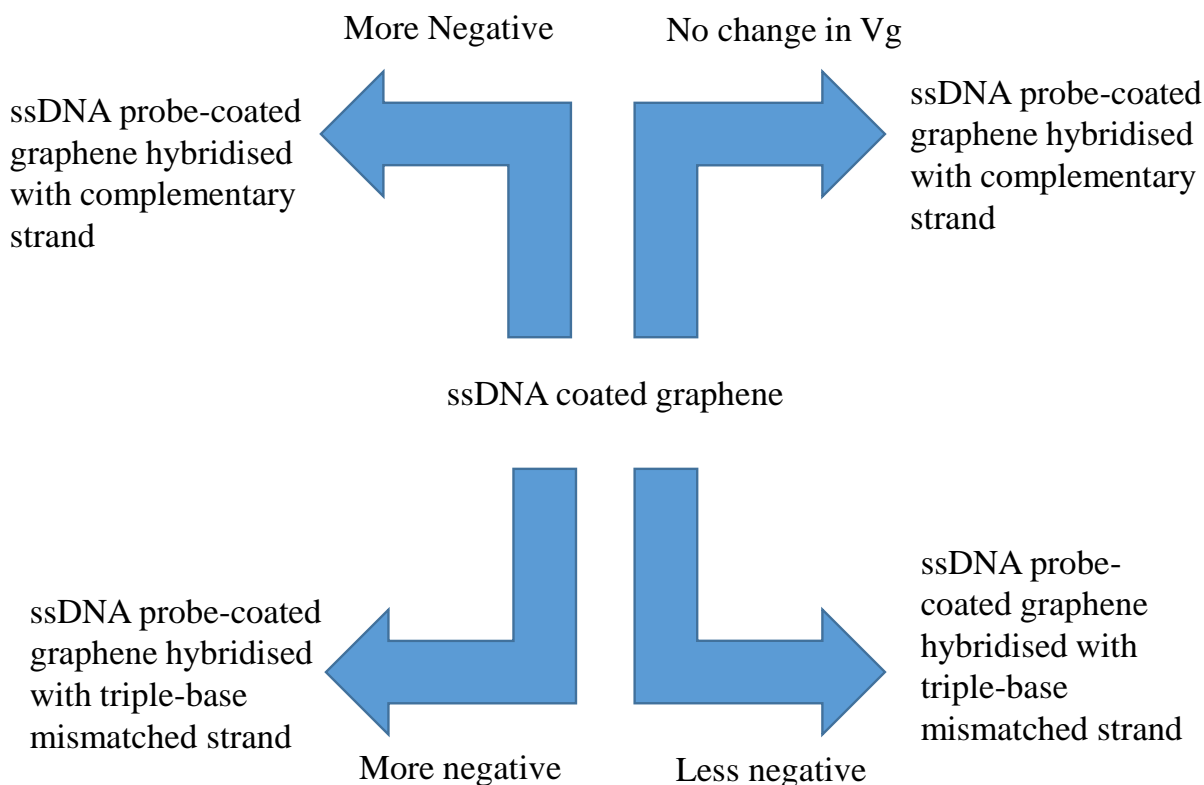 More Negative
No change in Vg
ssDNA probe-coated
graphene hybridised
with complementary
strand
ssDNA probe-coated
graphene hybridised
with complementary
strand
ssDNA coated graphene
ssDNA probe-coated
graphene hybridised
with triple-base
mismatched strand
ssDNA probe-
coated graphene
hybridised with
triple-base
mismatched strand
More negative
Less negative